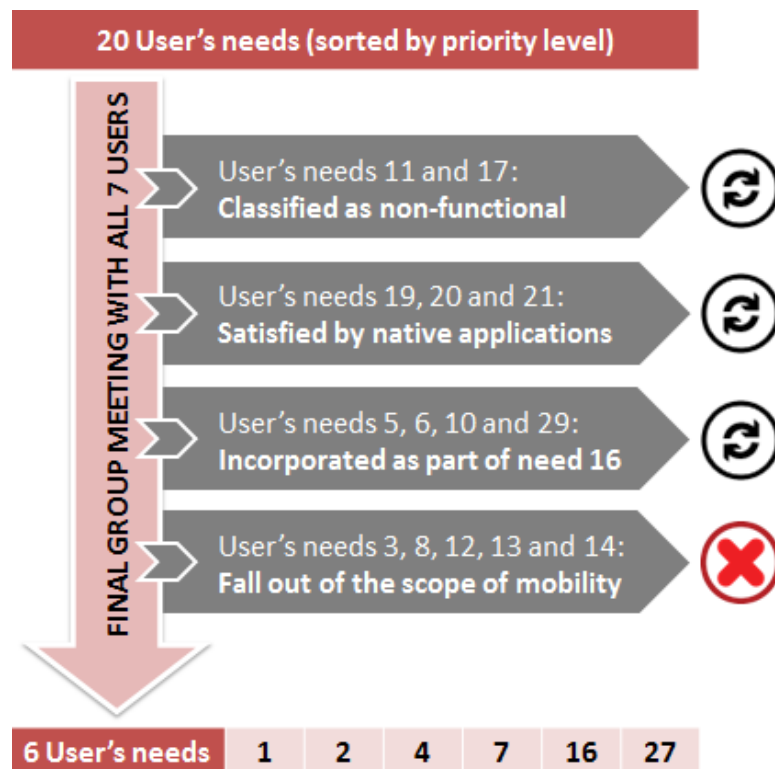 20 User's needs (sorted by priority level)
FINAL GROUP MEETING WITH ALL 7 USERS
User's needs 11 and 17:
Classified as non-functional
User's needs 19, 20 and 21:
Satisfied by native applications
User's needs 5, 6, 10 and 29:
Incorporated as part of need 16
User's needs 3, 8, 12, 13 and 14:
Fall out of the scope of mobility
6 User's needs 1 2 4 7 16 27